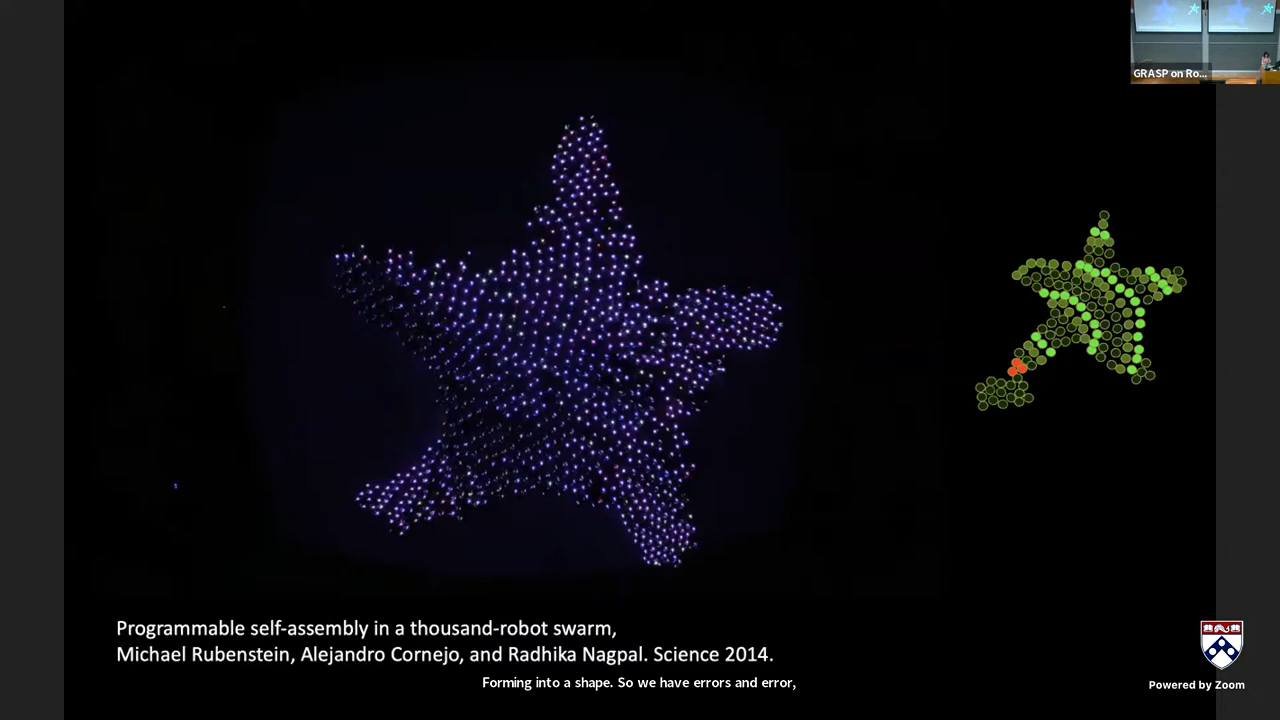 GRASP on Ro...
Programmable self-assembly in a thousand-robot swarm,
Michael Rubenstein, Alejandro Cornejo, and Radhika Nagpal. Science 2014.
Forming into a shape. So we have errors and error,
Powered by Zoom